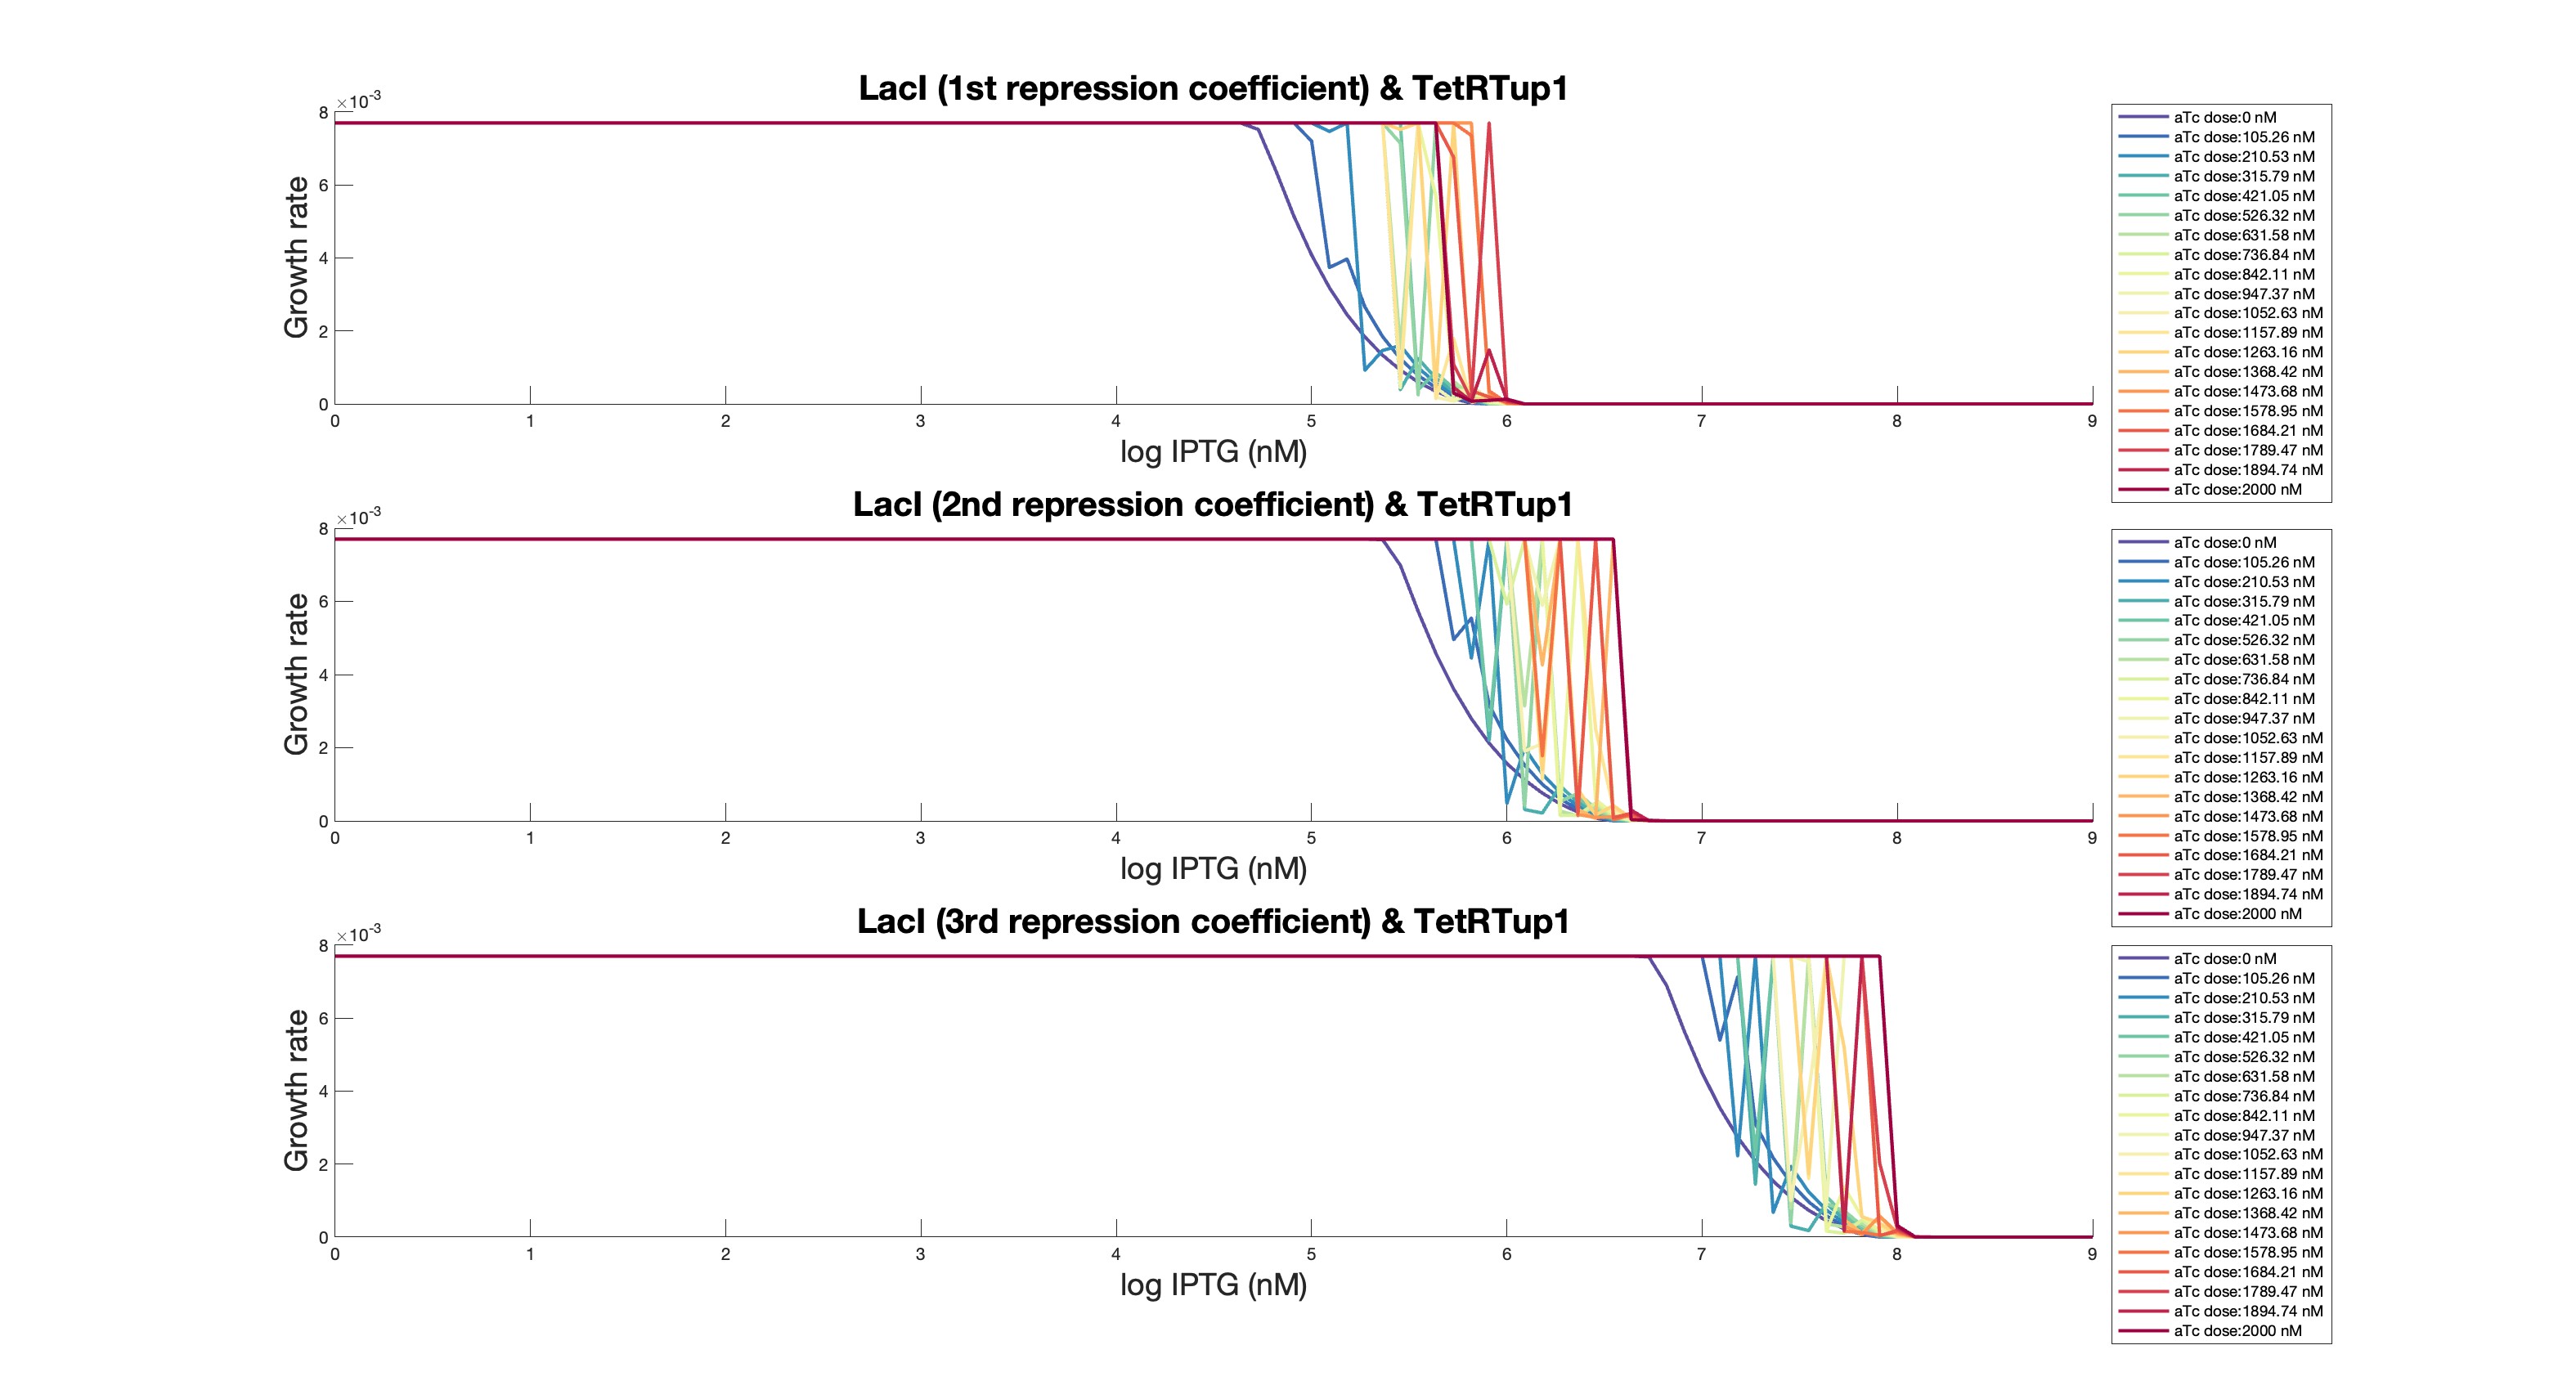 LacI (1st repression coefficient) & TetRTup1
×10-3
8
6
4
2
0
Growth rate
0 1 2 3 4 5 6 7 8 9
log IPTG (nM)
aTc dose:0 nM
aTc dose:105.26 nM
aTc dose:210.53 nM
aTc dose:315.79 nM
aTc dose:421.05 nM
aTc dose:526.32 nM
aTc dose:631.58 nM
aTc dose:736.84 nM
aTc dose:842.11 nM
aTc dose:947.37 nM
aTc dose:1052.63 nM
aTc dose:1157.89 nM
aTc dose:1263.16 nM
aTc dose:1368.42 nM
aTc dose:1473.68 nM
aTc dose:1578.95 nM
aTc dose:1684.21 nM
aTc dose:1789.47 nM
aTc dose:1894.74 nM
aTc dose:2000 nM
LacI (2nd repression coefficient) & TetRTup1
×10-3
8
6
4
2
0
Growth rate
0 1 2 3 4 5 6 7 8 9
log IPTG (nM)
aTc dose:0 nM
aTc dose:105.26 nM
aTc dose:210.53 nM
aTc dose:315.79 nM
aTc dose:421.05 nM
aTc dose:526.32 nM
aTc dose:631.58 nM
aTc dose:736.84 nM
aTc dose:842.11 nM
aTc dose:947.37 nM
aTc dose:1052.63 nM
aTc dose:1157.89 nM
aTc dose:1263.16 nM
aTc dose:1368.42 nM
aTc dose:1473.68 nM
aTc dose:1578.95 nM
aTc dose:1684.21 nM
aTc dose:1789.47 nM
aTc dose:1894.74 nM
aTc dose:2000 nM
LacI (3rd repression coefficient) & TetRTup1
×10-3
8
6
4
2
0
Growth rate
0 1 2 3 4 5 6 7 8 9
log IPTG (nM)
aTc dose:0 nM
aTc dose:105.26 nM
aTc dose:210.53 nM
aTc dose:315.79 nM
aTc dose:421.05 nM
aTc dose:526.32 nM
aTc dose:631.58 nM
aTc dose:736.84 nM
aTc dose:842.11 nM
aTc dose:947.37 nM
aTc dose:1052.63 nM
aTc dose:1157.89 nM
aTc dose:1263.16 nM
aTc dose:1368.42 nM
aTc dose:1473.68 nM
aTc dose:1578.95 nM
aTc dose:1684.21 nM
aTc dose:1789.47 nM
aTc dose:1894.74 nM
aTc dose:2000 nM